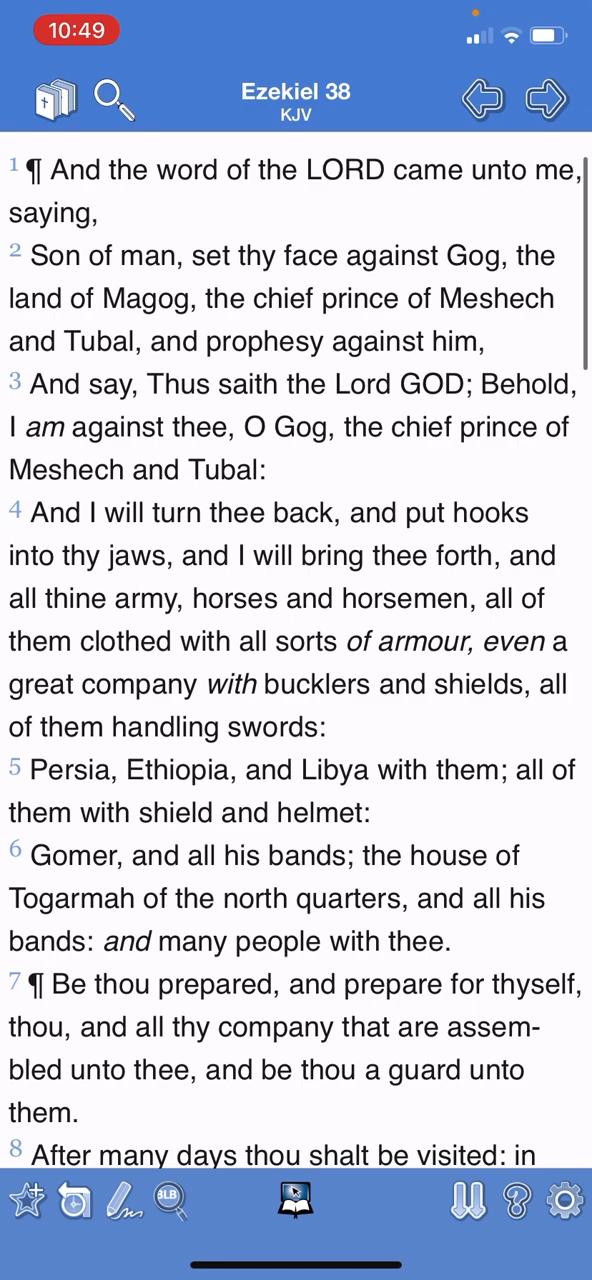 10:49
Ezekiel 38
KJV
1 ¶ And the word of the LORD came unto me,
saying,
2 Son of man, set thy face against Gog, the
land of Magog, the chief prince of Meshech
and Tubal, and prophesy against him,
3 And say, Thus saith the Lord GOD; Behold,
I am against thee, O Gog, the chief prince of
Meshech and Tubal:
4 And I will turn thee back, and put hooks
into thy jaws, and I will bring thee forth, and
all thine army, horses and horsemen, all of
them clothed with all sorts of armour, even a
great company with bucklers and shields, all
of them handling swords:
5 Persia, Ethiopia, and Libya with them; all of
them with shield and helmet:
6 Gomer, and all his bands; the house of
Togarmah of the north quarters, and all his
bands: and many people with thee.
7 ¶ Be thou prepared, and prepare for thyself,
thou, and all thy company that are assem-
bled unto thee, and be thou a guard unto
them.
8 After many days thou shalt be visited: in
BLB